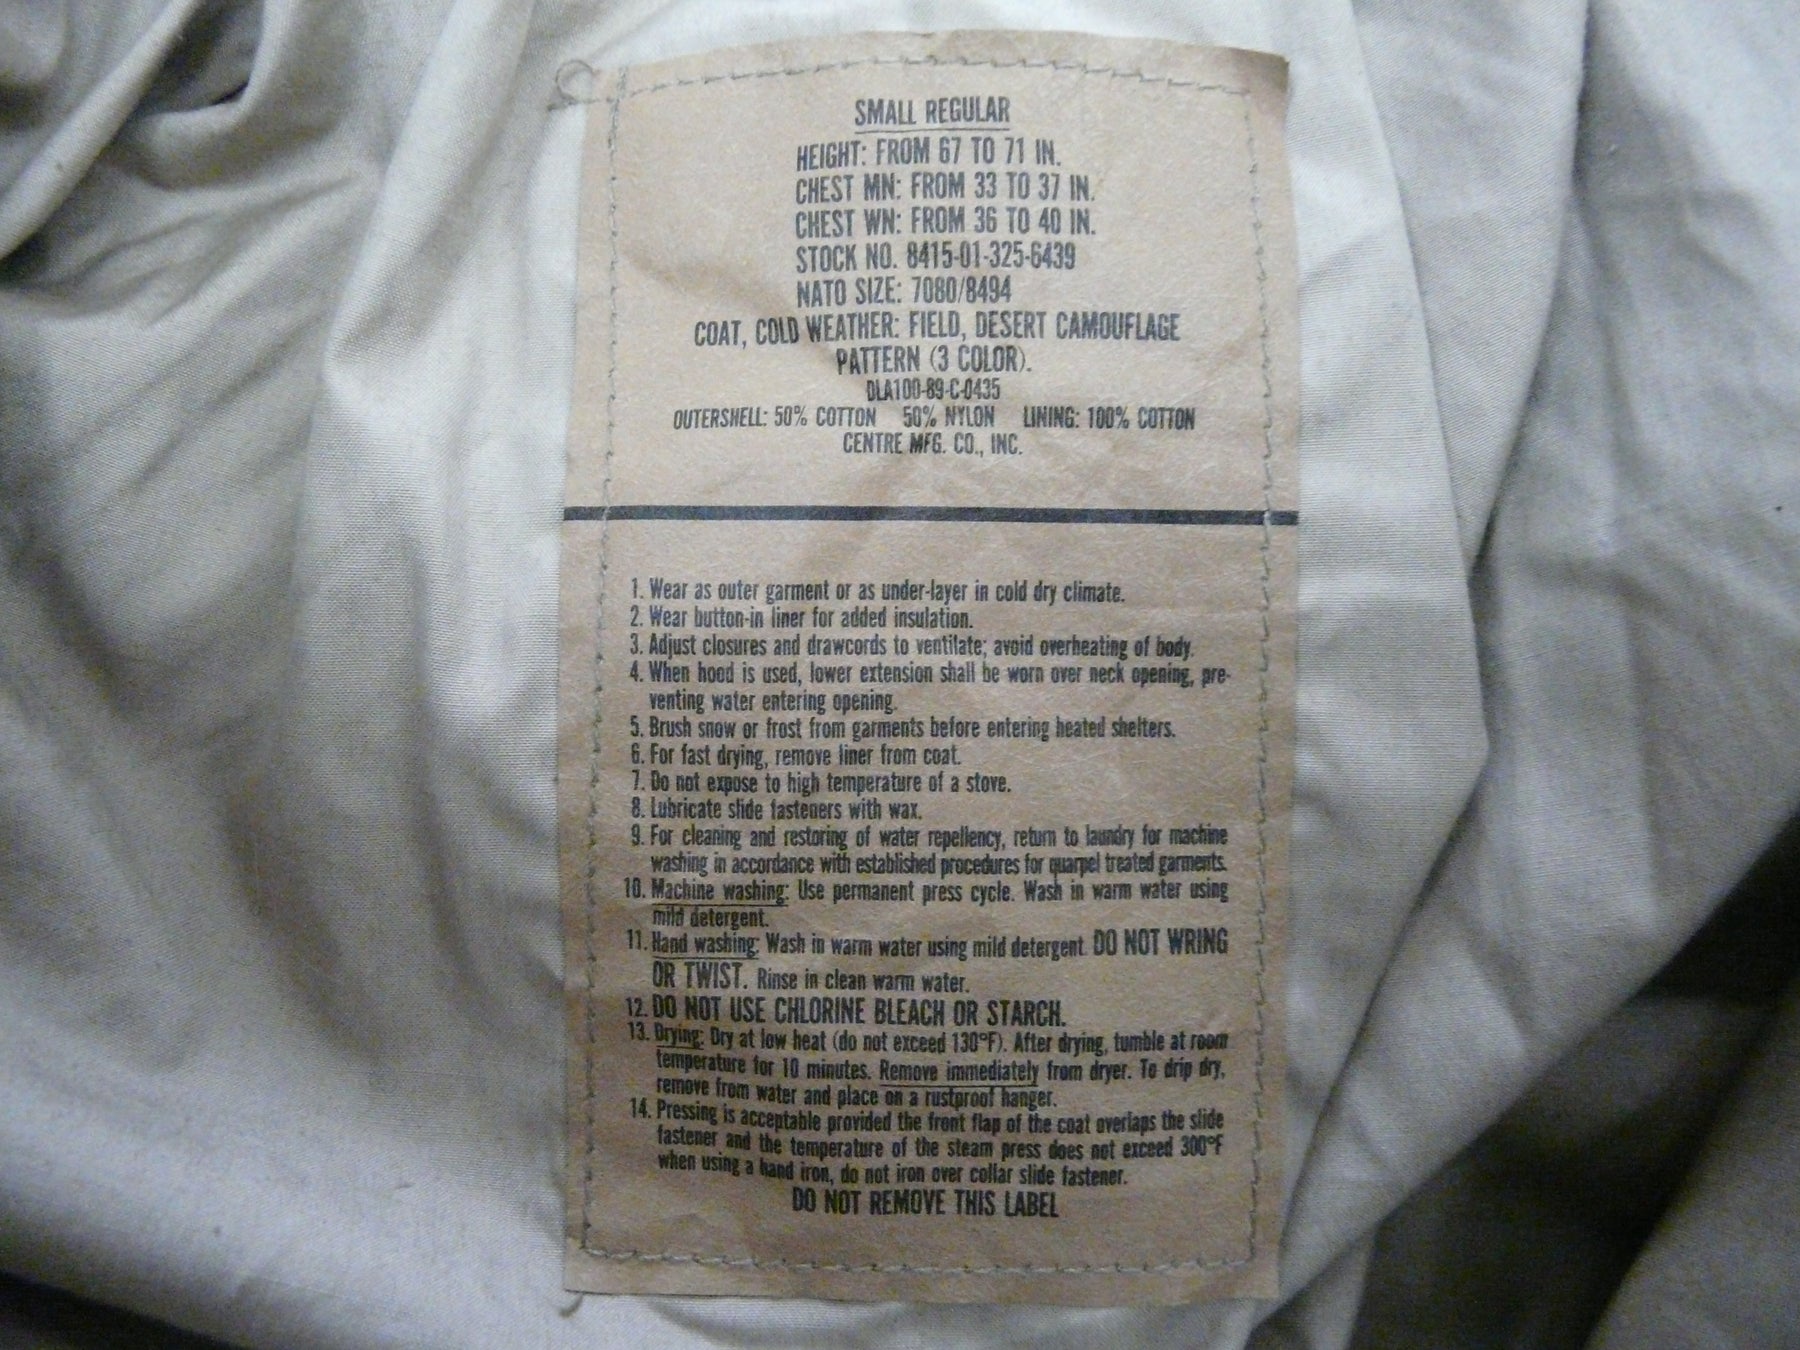 SMALL REGULAR
HEIGHT: FROM 67 TO 71 IN.
CHEST MN: FROM 33 TO 37 IN.
CHEST WN: FROM 36 TO 40 IN.
STOCK NO. 8415-01-325-6439
NATO SIZE: 7080/8494
COAT, COLD WEATHER: FIELD, DESERT CAMOUFLAGE
PATTERN (3 COLOR).
DLA100-89-C-0435
OUTERSHELL: 50% COTTON 50% NYLON LINING: 100% COTTON
CENTRE MFG. CO., INC.
1. Wear as outer garment or as under-layer in cold dry climate.
2. Wear button-in liner for added insulation.
3. Adjust closures and drawcords to ventilate; avoid overheating of body.
4. When hood is used, lower extension shall be worn over neck opening, pre-
venting water entering opening.
5. Brush snow or frost from garments before entering heated shelters.
6. For fast drying, remove liner from coat.
7. Do not expose to high temperature of a stove.
8. Lubricate slide fasteners with wax.
9. For cleaning and restoring of water repellency, return to laundry for machine
washing in accordance with established procedures for quarpel treated garments.
10. Machine washing: Use permanent press cycle. Wash in warm water using
mild detergent.
11. Hand washing: Wash in warm water using mild detergent. DO NOT WRING
OR TWIST. Rinse in clean warm water.
12. DO NOT USE CHLORINE BLEACH OR STARCH.
13. Drying: Dry at low heat (do not exceed 130°F). After drying, tumble at room
temperature for 10 minutes. Remove immediately from dryer. To drip dry,
remove from water and place on a rustproof hanger.
14. Pressing is acceptable provided the front flap of the coat overlaps the slide
fastener and the temperature of the steam press does not exceed 300°F
when using a hand iron, do not iron over collar slide fastener.
DO NOT REMOVE THIS LABEL